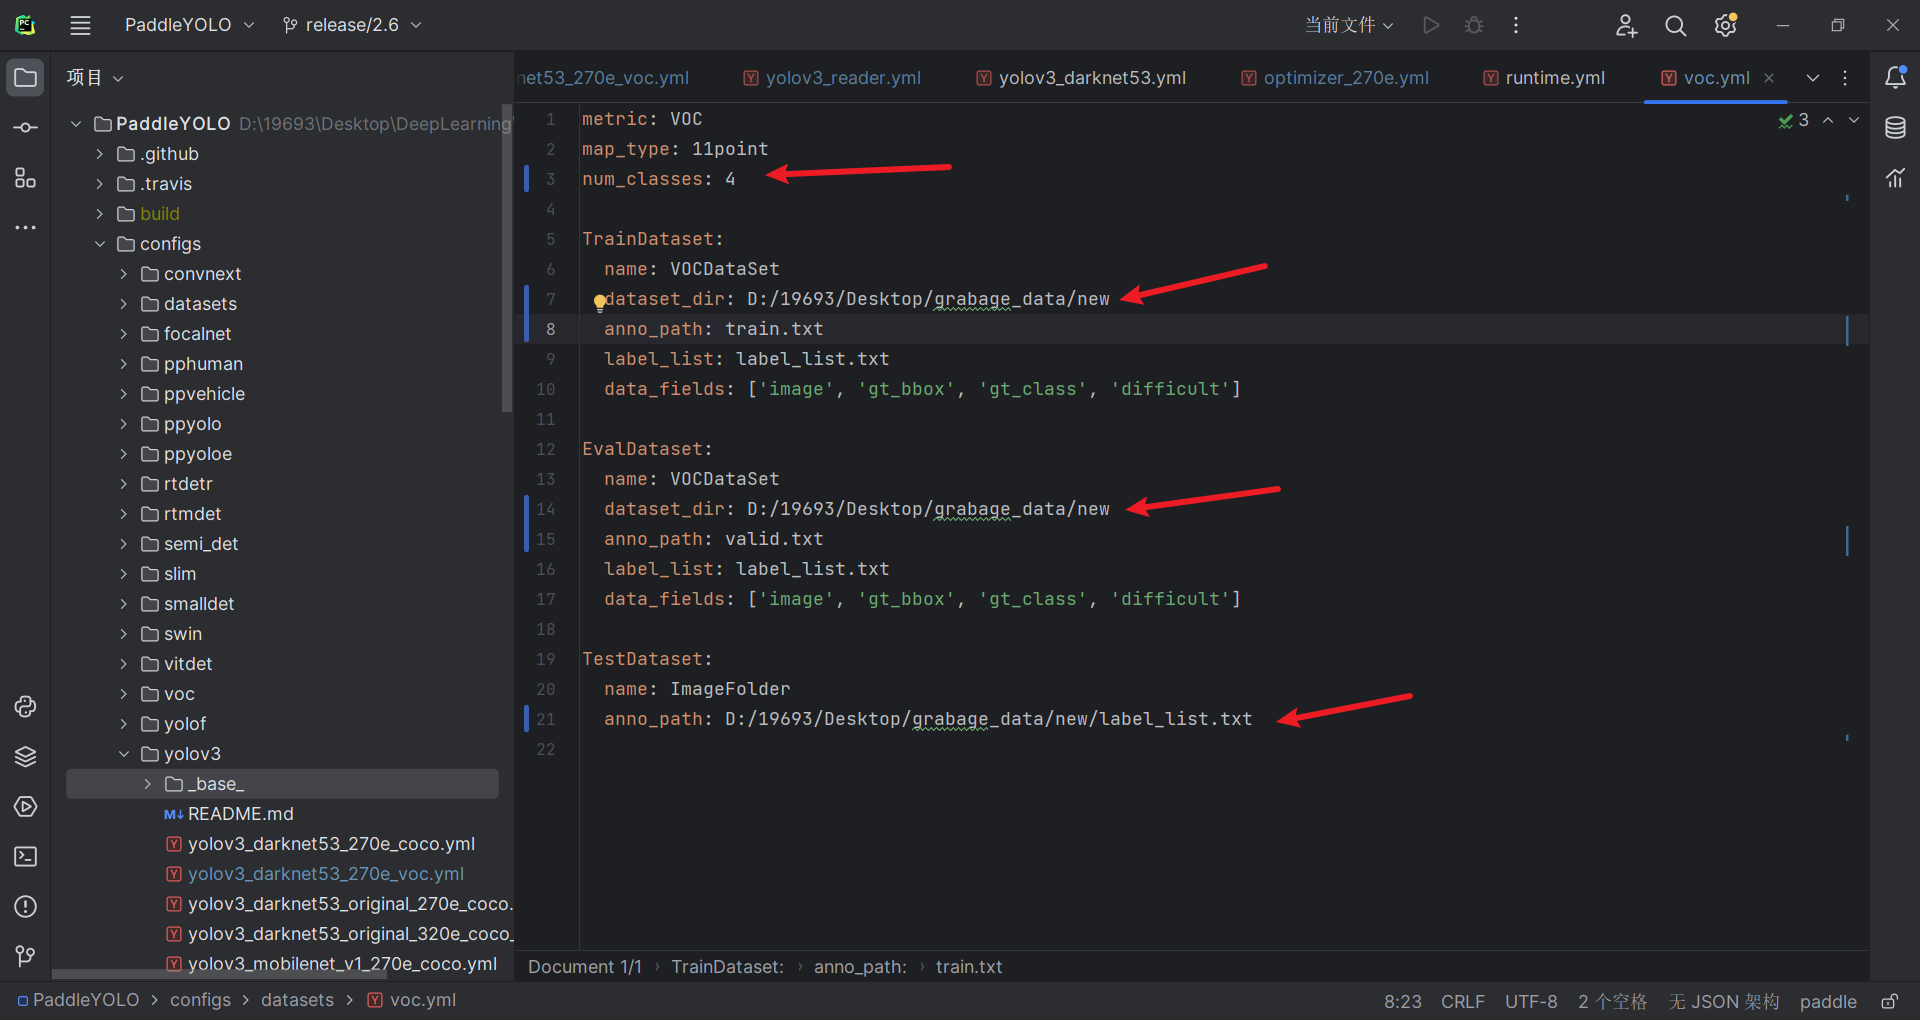 PaddleYOLO
release/2.6
当前文件
项目
net53_270e_voc.yml
yolov3_reader.yml
yolov3_darknet53.yml
optimizer_270e.yml
runtime.yml
voc.yml
PaddleYOLO D:\19693\Desktop\DeepLearning
.github
.travis
build
configs
convnext
datasets
focalnet
pphuman
ppvehicle
ppyolo
ppyoloe
rtdetr
rtmdet
semi_det
slim
smalldet
swin
vitdet
voc
yolof
yolov3
_base_
README.md
yolov3_darknet53_270e_coco.yml
yolov3_darknet53_270e_voc.yml
yolov3_darknet53_original_270e_coco.
yolov3_darknet53_original_320e_coco_
yolov3_mobilenet_v1_270e_coco.yml
3
1 metric: VOC
2 map_type: 11point
3 num_classes: 4
4
5 TrainDataset:
6 name: VOCDataSet
7 dataset_dir: D:/19693/Desktop/grabage_data/new
8 anno_path: train.txt
9 label_list: label_list.txt
10 data_fields: ['image', 'gt_bbox', 'gt_class', 'difficult']
11
12 EvalDataset:
13 name: VOCDataSet
14 dataset_dir: D:/19693/Desktop/grabage_data/new
15 anno_path: valid.txt
16 label_list: label_list.txt
17 data_fields: ['image', 'gt_bbox', 'gt_class', 'difficult']
18
19 TestDataset:
20 name: ImageFolder
21 anno_path: D:/19693/Desktop/grabage_data/new/label_list.txt
22
Document 1/1 › TrainDataset: › anno_path: › train.txt
PaddleYOLO > configs > datasets > voc.yml
8:23 CRLF UTF-8 2 个空格 无 JSON 架构 paddle